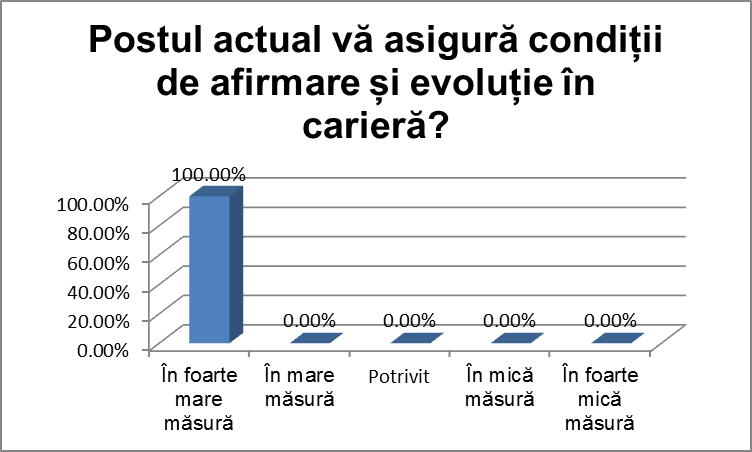 Postul actual vă asigură condiții
de afirmare și evoluție în
carieră?
100.00%
100.00%
80.00%
60.00%
40.00%
20.00%
0.00%
0.00%
0.00%
0.00%
0.00%
În foarte
mare
măsură
În mare
măsură
Potrivit
În mică
măsură
În foarte
mică
măsură